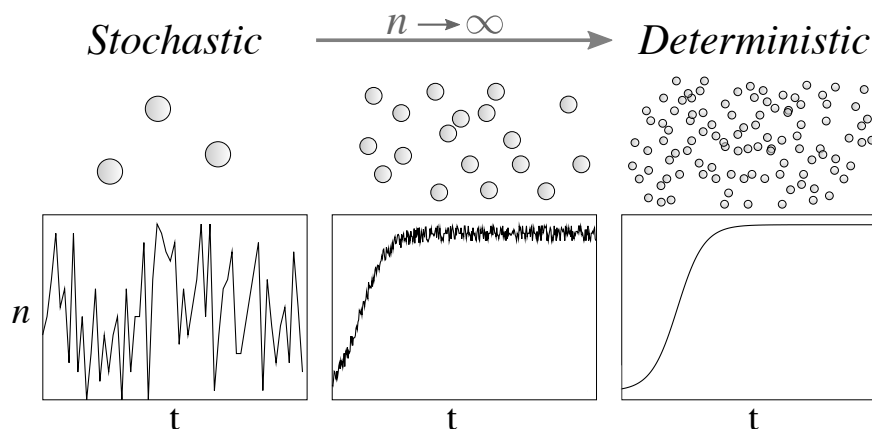 Stochastic
n → ∞
Deterministic
n
t
t
t